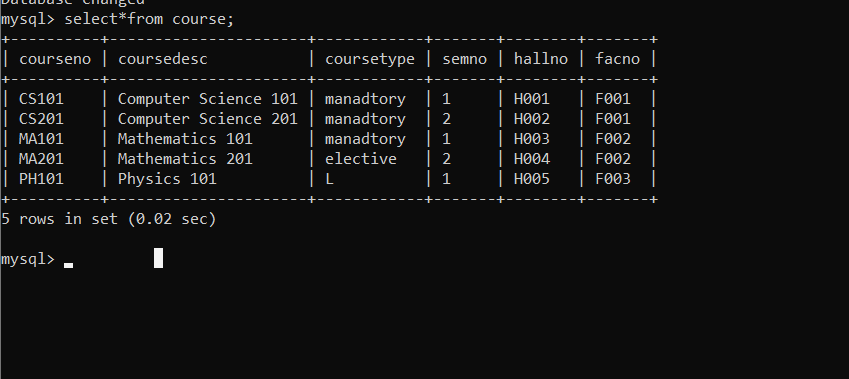 Database changed
mysql> select*from course;
+----------+---------------------+------------+-------+--------+-------+
| courseno | coursedesc          | coursetype | semno | hallno | facno |
+----------+---------------------+------------+-------+--------+-------+
| CS101    | Computer Science 101 | manadtory  | 1     | H001   | F001  |
| CS201    | Computer Science 201 | manadtory  | 2     | H002   | F001  |
| MA101    | Mathematics 101      | manadtory  | 1     | H003   | F002  |
| MA201    | Mathematics 201      | elective   | 2     | H004   | F002  |
| PH101    | Physics 101          | L          | 1     | H005   | F003  |
+----------+---------------------+------------+-------+--------+-------+
5 rows in set (0.02 sec)
mysql>